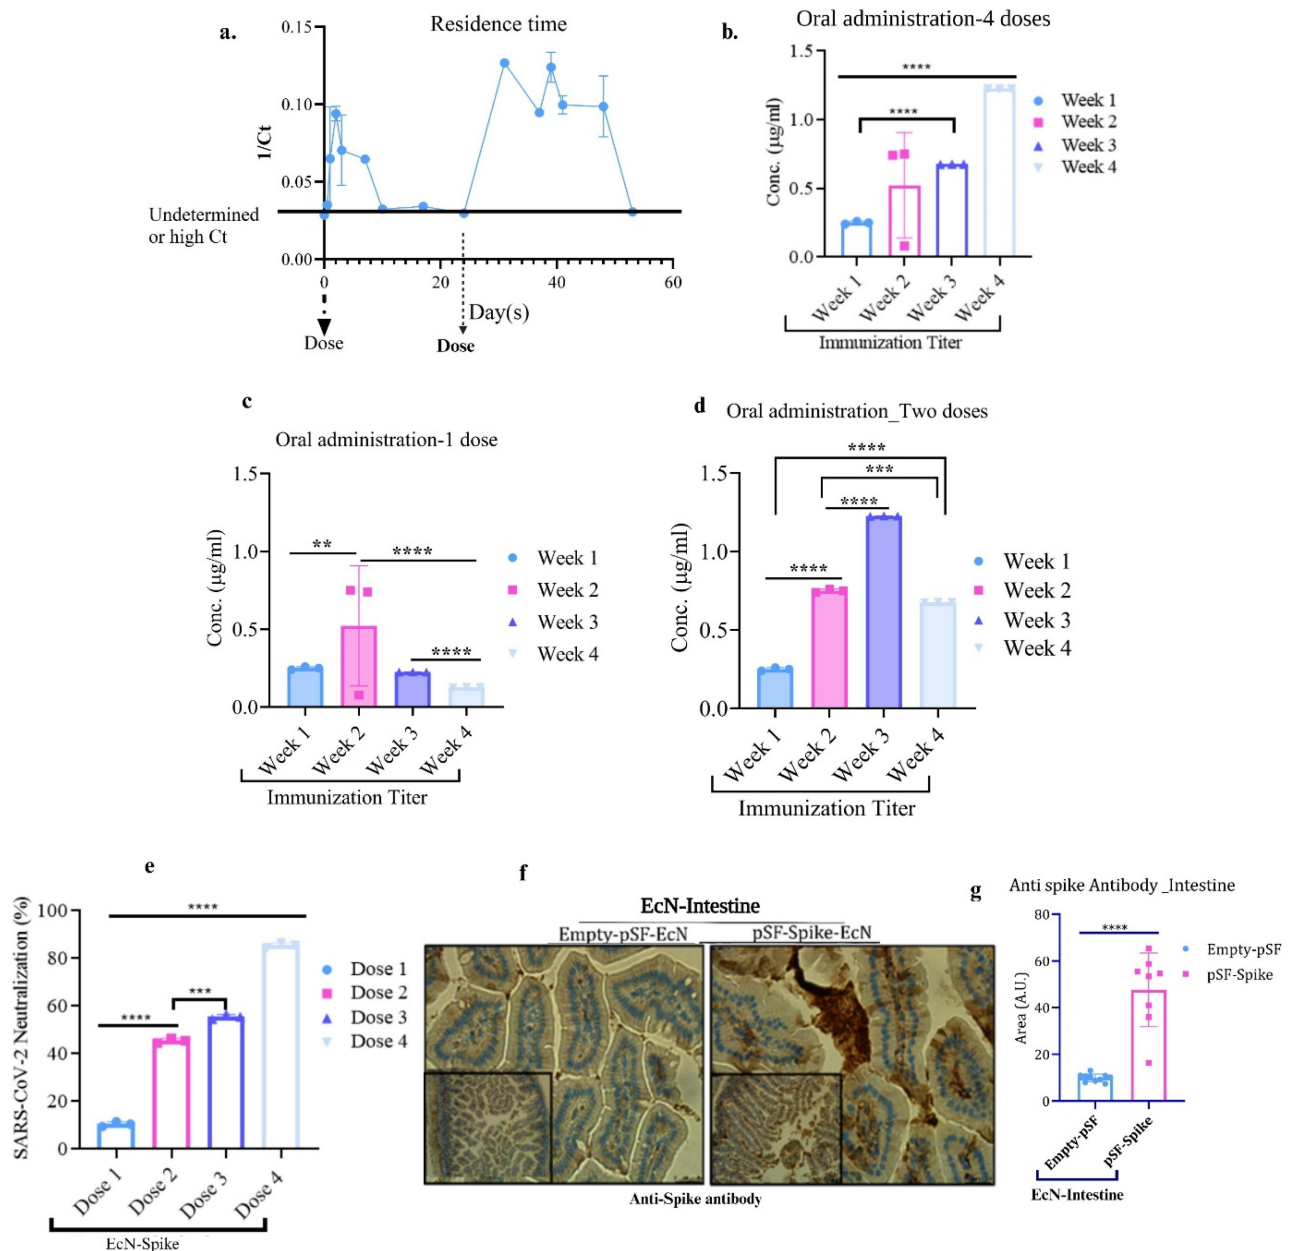 a.
Residence time
0.15
0.10
0.05
0.00
1/Ct
Undetermined
or high Ct
0 20 40 60
Day(s)
Dose
Dose
b.
Oral administration-4 doses
1.5
1.0
0.5
0.0
Conc. (µg/ml)
****
****
Week 1
Week 2
Week 3
Week 4
Week 1 Week 2 Week 3 Week 4
Immunization Titer
c
Oral administration-1 dose
1.5
1.0
0.5
0.0
Conc. (µg/ml)
**
****
****
Week 1
Week 2
Week 3
Week 4
Week 1 Week 2 Week 3 Week 4
Immunization Titer
d
Oral administration_Two doses
1.5
1.0
0.5
0.0
Conc. (µg/ml)
****
***
****
****
Week 1
Week 2
Week 3
Week 4
Week 1 Week 2 Week 3 Week 4
Immunization Titer
e
100
80
60
40
20
0
SARS-CoV-2 Neutralization (%)
****
***
****
Dose 1
Dose 2
Dose 3
Dose 4
Dose 1 Dose 2 Dose 3 Dose 4
EcN-Spike
f
EcN-Intestine
Empty-pSF-EcN pSF-Spike-EcN
Anti-Spike antibody
g
Anti spike Antibody _Intestine
80
60
40
20
0
Area [A.U.]
****
Empty-pSF
pSF-Spike
Empty-pSF pSF-Spike
EcN-Intestine